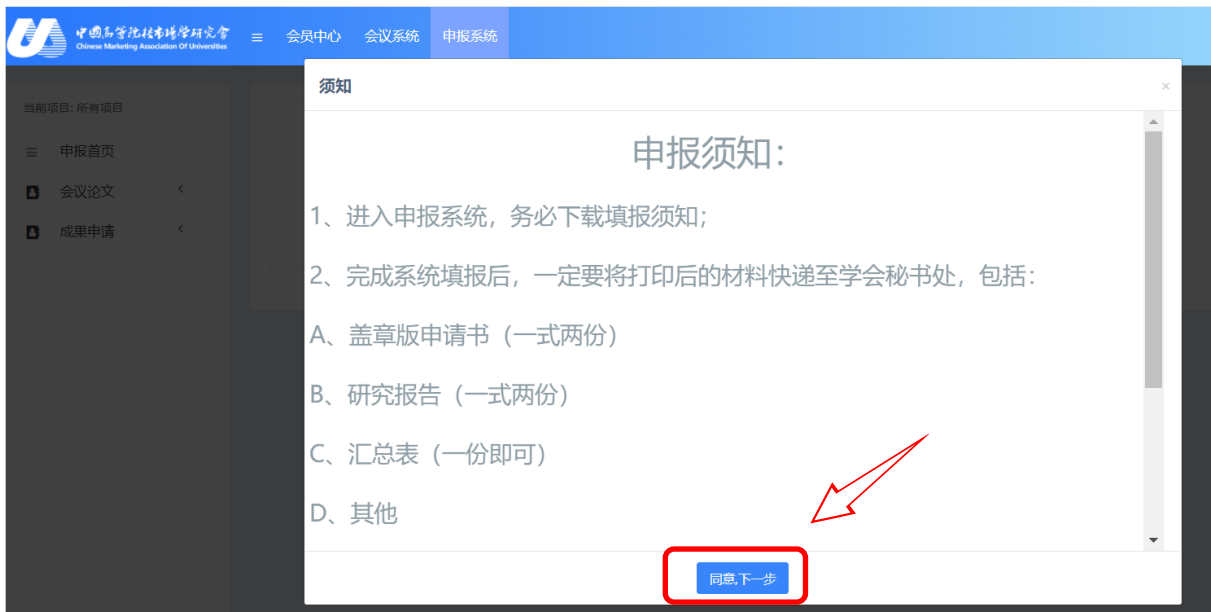 中国高等院校市场学研究会
Chinese Marketing Association Of Universities
会员中心 会议系统 申报系统
当前项目: 所有项目
申报首页
会议论文
成果申请
须知
申报须知：
1、进入申报系统，务必下载填报须知；
2、完成系统填报后，一定要将打印后的材料快递至学会秘书处，包括：
A、盖章版申请书（一式两份）
B、研究报告（一式两份）
C、汇总表（一份即可）
D、其他
同意,下一步